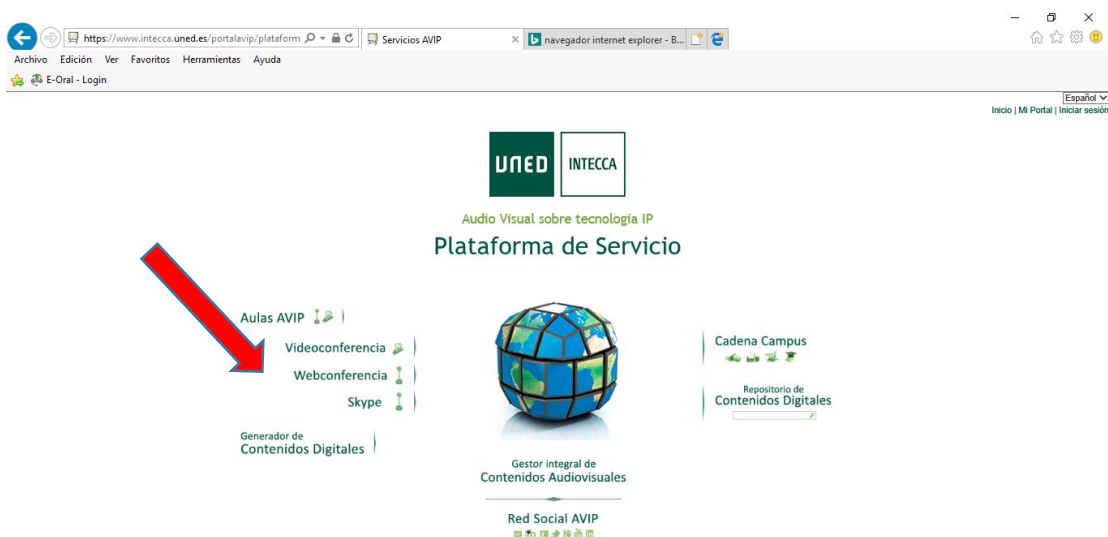 https://www.intecca.uned.es/portalavip/plataform
Servicios AVIP
navegador internet explorer - B...
Archivo Edición Ver Favoritos Herramientas Ayuda
E-Oral - Login
Español
Inicio | Mi Portal | Iniciar sesión
UNED
INTECCA
Audio Visual sobre tecnologia IP
Plataforma de Servicio
Aulas AVIP
Videoconferencia
Webconferencia
Skype
Generador de
Contenidos Digitales
Cadena Campus
Repositorio de
Contenidos Digitales
Gestor integral de
Contenidos Audiovisuales
Red Social AVIP